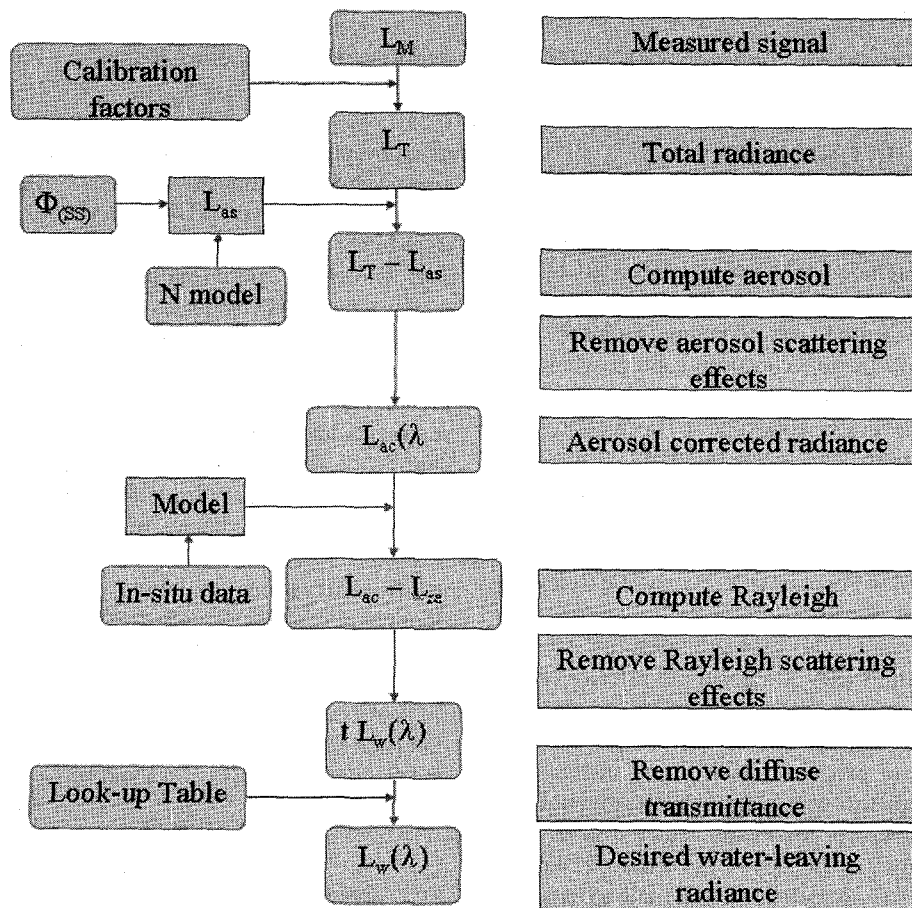 L_M
Measured signal
Calibration
factors
L_T
Total radiance
Φ_(SS)
L_as
L_T – L_as
Compute aerosol
N model
Remove aerosol scattering
effects
L_ac(λ
Aerosol corrected radiance
Model
In-situ data
L_ac – L_ra
Compute Rayleigh
Remove Rayleigh scattering
effects
t L_w(λ)
Look-up Table
Remove diffuse
transmittance
L_w(λ)
Desired water-leaving
radiance